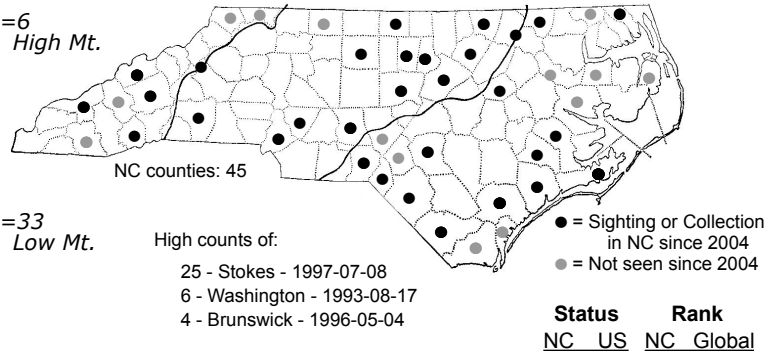 =6
High Mt.
NC counties: 45
=33
Low Mt.
High counts of:
25 - Stokes - 1997-07-08
6 - Washington - 1993-08-17
4 - Brunswick - 1996-05-04
= Sighting or Collection
in NC since 2004
= Not seen since 2004
Status Rank
NC US NC Global